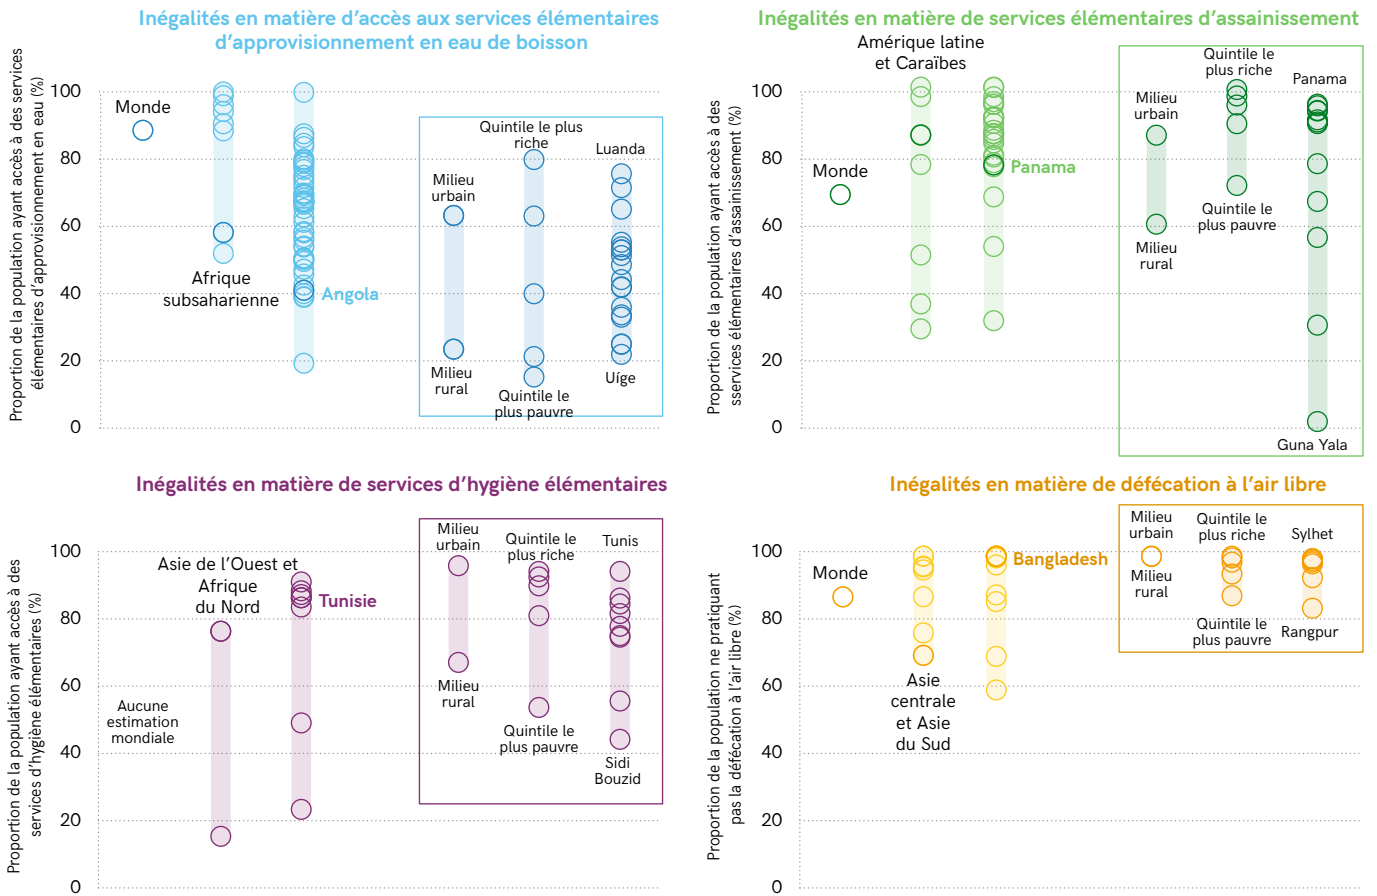 Inégalités en matière d’accès aux services élémentaires
d’approvisionnement en eau de boisson
Proportion de la population ayant accès à des services
élémentaires d’approvisionnement en eau (%)
100
80
60
40
20
0
Monde
Afrique
subsaharienne
Angola
Milieu
urbain
Milieu
rural
Quintile le plus
riche
Quintile le
plus pauvre
Luanda
Uíge
Inégalités en matière de services élémentaires d’assainissement
Proportion de la population ayant accès à des
sservices élémentaires d’assainissement (%)
100
80
60
40
20
0
Monde
Amérique latine
et Caraïbes
Panama
Milieu
urbain
Milieu
rural
Quintile le
plus riche
Quintile le
plus pauvre
Panama
Guna Yala
Inégalités en matière de services d’hygiène élémentaires
Proportion de la population ayant accès à des
services d’hygiène élémentaires (%)
100
80
60
40
20
0
Aucune
estimation
mondiale
Asie de l’Ouest et
Afrique
du Nord
Tunisie
Milieu
urbain
Milieu
rural
Quintile le
plus riche
Quintile le
plus pauvre
Tunis
Sidi
Bouzid
Inégalités en matière de défécation à l’air libre
Proportion de la population ne pratiquant
pas la défécation à l’air libre (%)
100
80
60
40
20
0
Monde
Asie
centrale
et Asie
du Sud
Bangladesh
Milieu
urbain
Milieu
rural
Quintile le
plus riche
Quintile le
plus pauvre
Sylhet
Rangpur